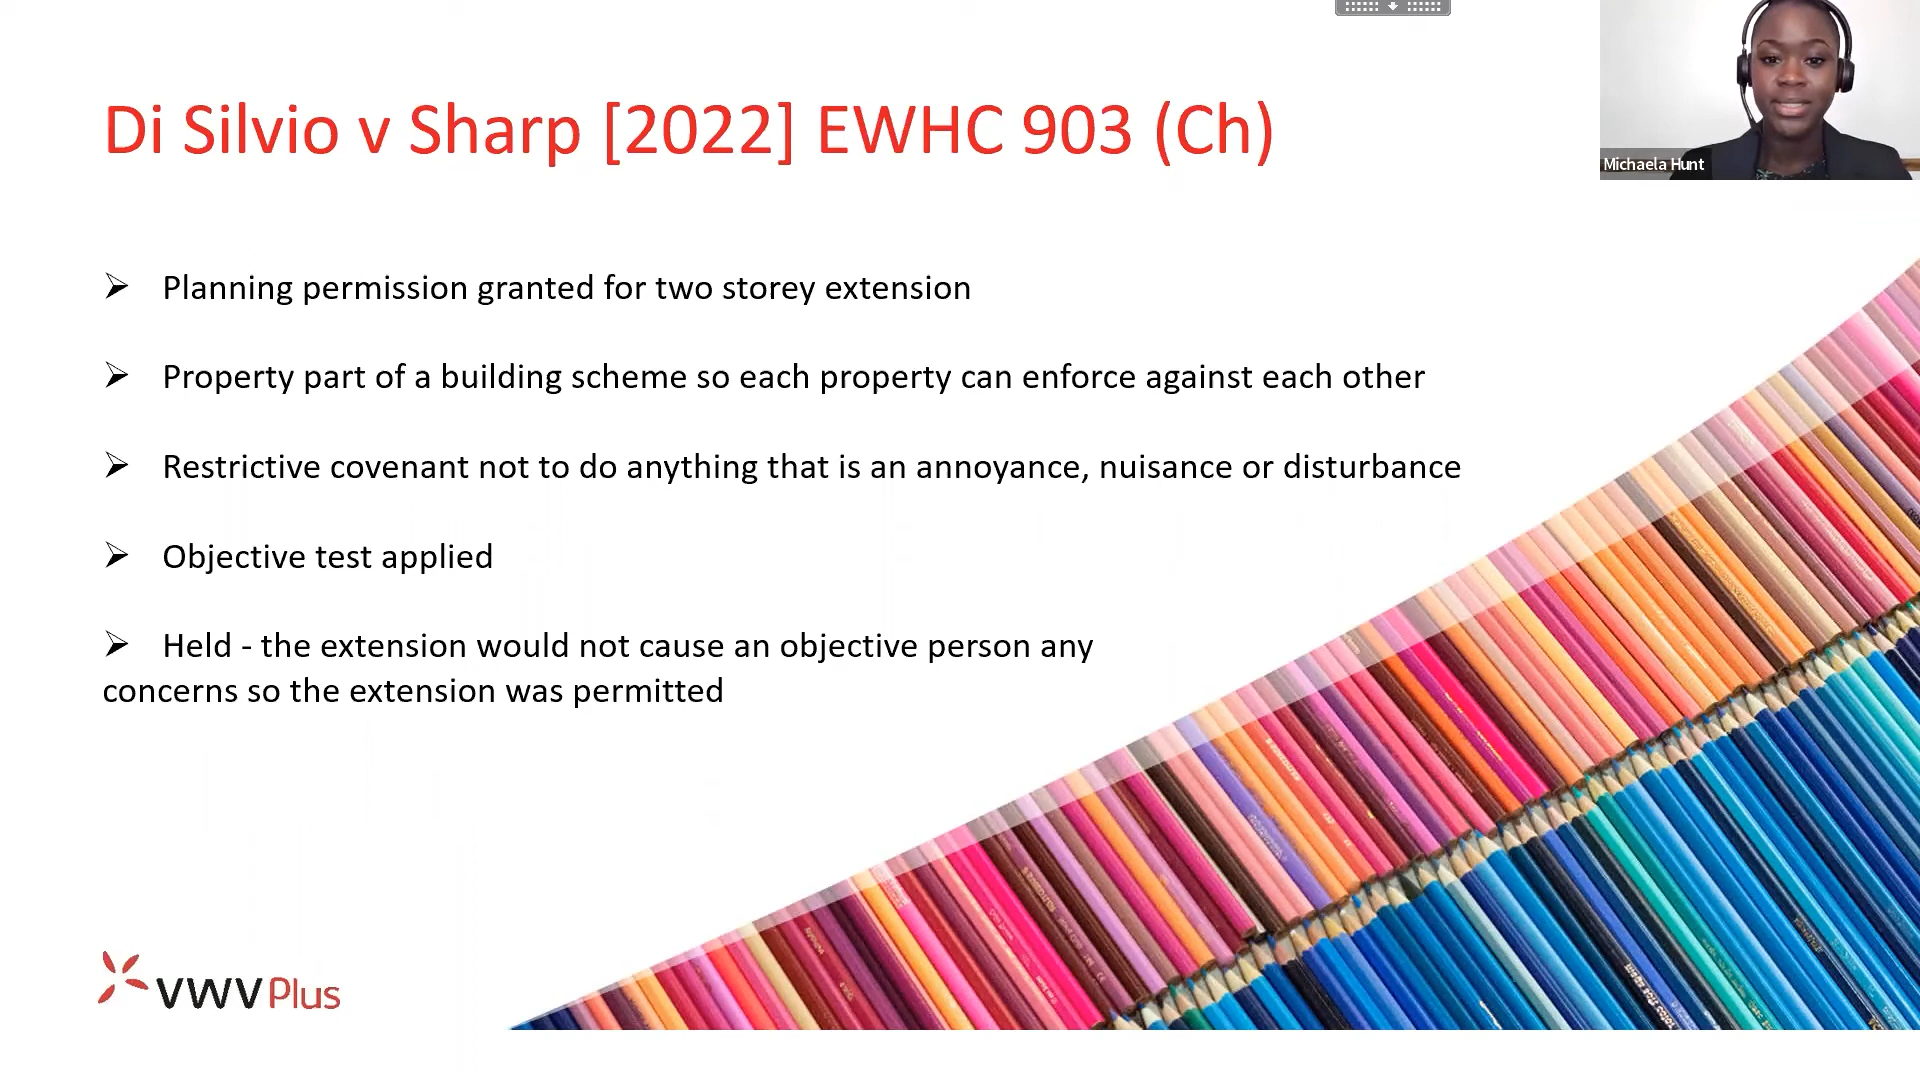 Di Silvio v Sharp [2022] EWHC 903 (Ch)
Michaela Hunt
➢ Planning permission granted for two storey extension
➢ Property part of a building scheme so each property can enforce against each other
➢ Restrictive covenant not to do anything that is an annoyance, nuisance or disturbance
➢ Objective test applied
➢ Held - the extension would not cause an objective person any
concerns so the extension was permitted
VWV Plus